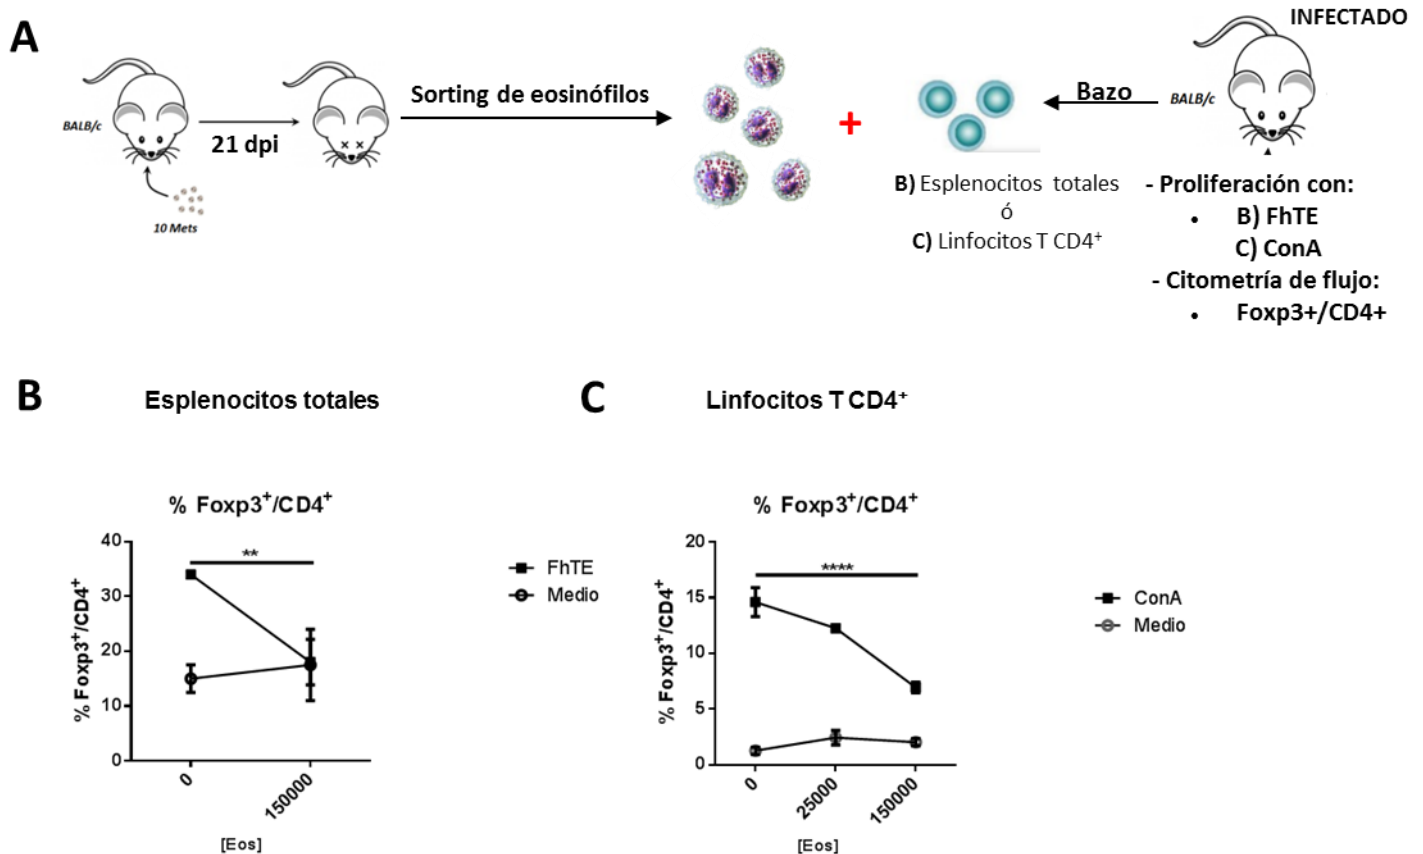 A
BALB/c
10 Mets
21 dpi
Sorting de eosinófilos
+
B) Esplenocitos totales
ó
C) Linfocitos T CD4+
Bazo
INFECTADO
BALB/c
- Proliferación con:
• B) FhTE
C) ConA
- Citometría de flujo:
• Foxp3+/CD4+
B
Esplenocitos totales
% Foxp3+/CD4+
**
% Foxp3+/CD4+
40
30
20
10
0
0
150000
[Eos]
FhTE
Medio
C
Linfocitos T CD4+
% Foxp3+/CD4+
****
% Foxp3+/CD4+
20
15
10
5
0
0
25000
150000
[Eos]
ConA
Medio